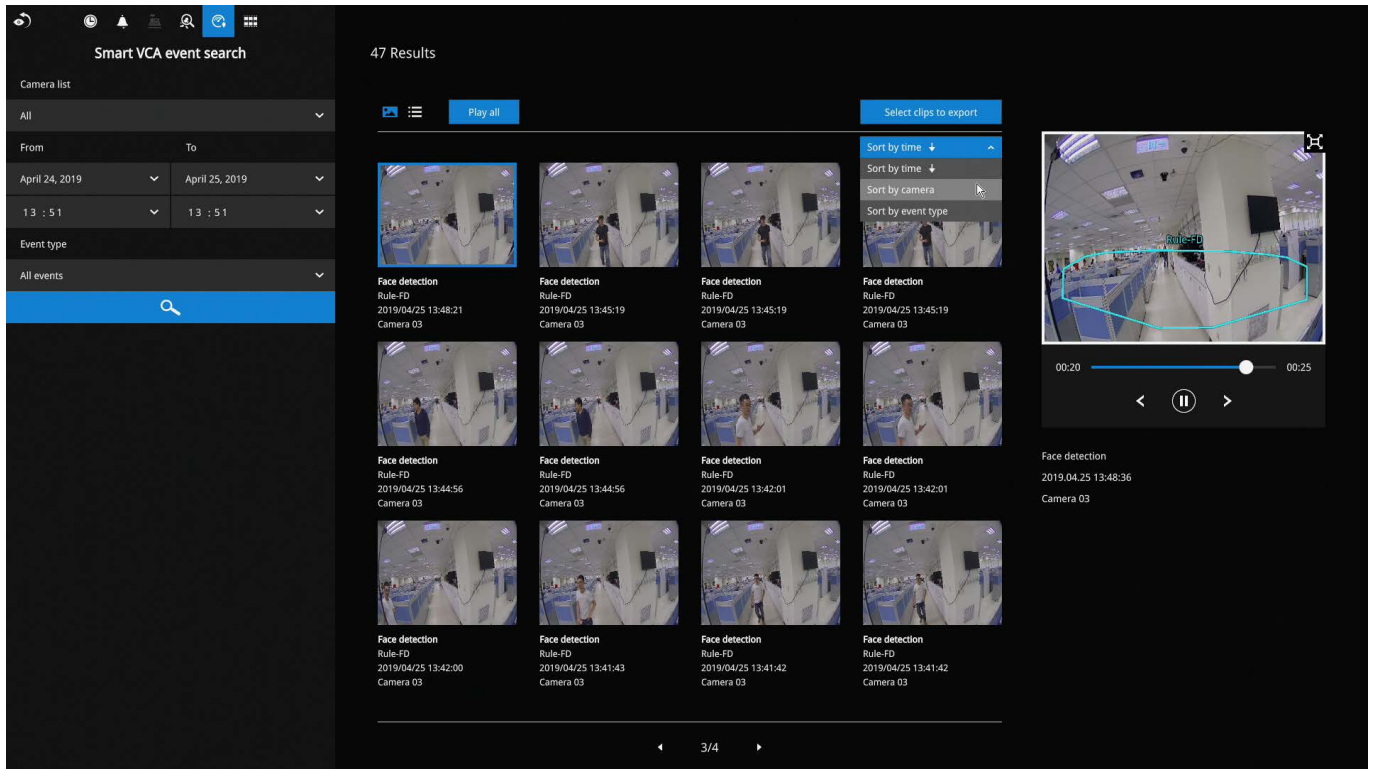 Smart VCA event search
Camera list
All
From To
April 24, 2019 April 25, 2019
13 : 51 13 : 51
Event type
All events
47 Results
Play all
Select clips to export
Sort by time
Sort by time
Sort by camera
Sort by event type
Face detection
Rule-FD
2019/04/25 13:48:21
Camera 03
Face detection
Rule-FD
2019/04/25 13:45:19
Camera 03
Face detection
Rule-FD
2019/04/25 13:45:19
Camera 03
Face detection
Rule-FD
2019/04/25 13:45:19
Camera 03
Face detection
Rule-FD
2019/04/25 13:44:56
Camera 03
Face detection
Rule-FD
2019/04/25 13:44:56
Camera 03
Face detection
Rule-FD
2019/04/25 13:42:01
Camera 03
Face detection
Rule-FD
2019/04/25 13:42:01
Camera 03
Face detection
Rule-FD
2019/04/25 13:42:00
Camera 03
Face detection
Rule-FD
2019/04/25 13:41:43
Camera 03
Face detection
Rule-FD
2019/04/25 13:41:42
Camera 03
Face detection
Rule-FD
2019/04/25 13:41:42
Camera 03
3/4
Rule-FD
00:20 00:25
Face detection
2019.04.25 13:48:36
Camera 03